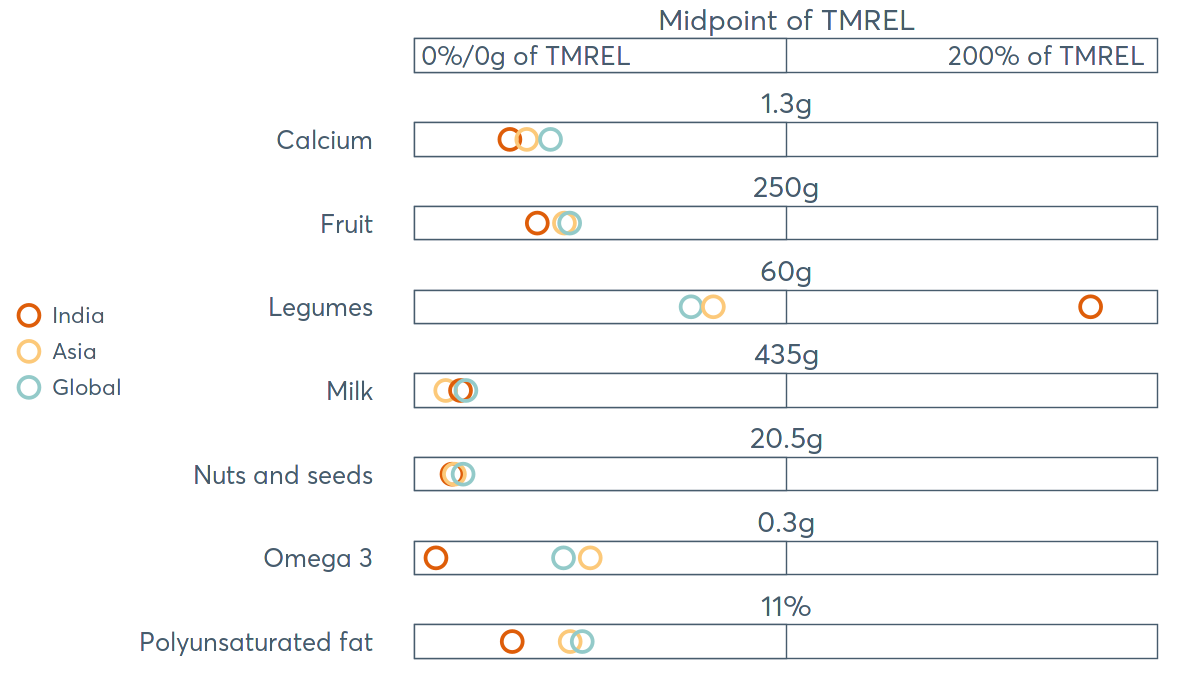 Midpoint of TMREL
0%/0g of TMREL
200% of TMREL
1.3g
Calcium
250g
Fruit
60g
Legumes
435g
Milk
20.5g
Nuts and seeds
0.3g
Omega 3
11%
Polyunsaturated fat
India
Asia
Global